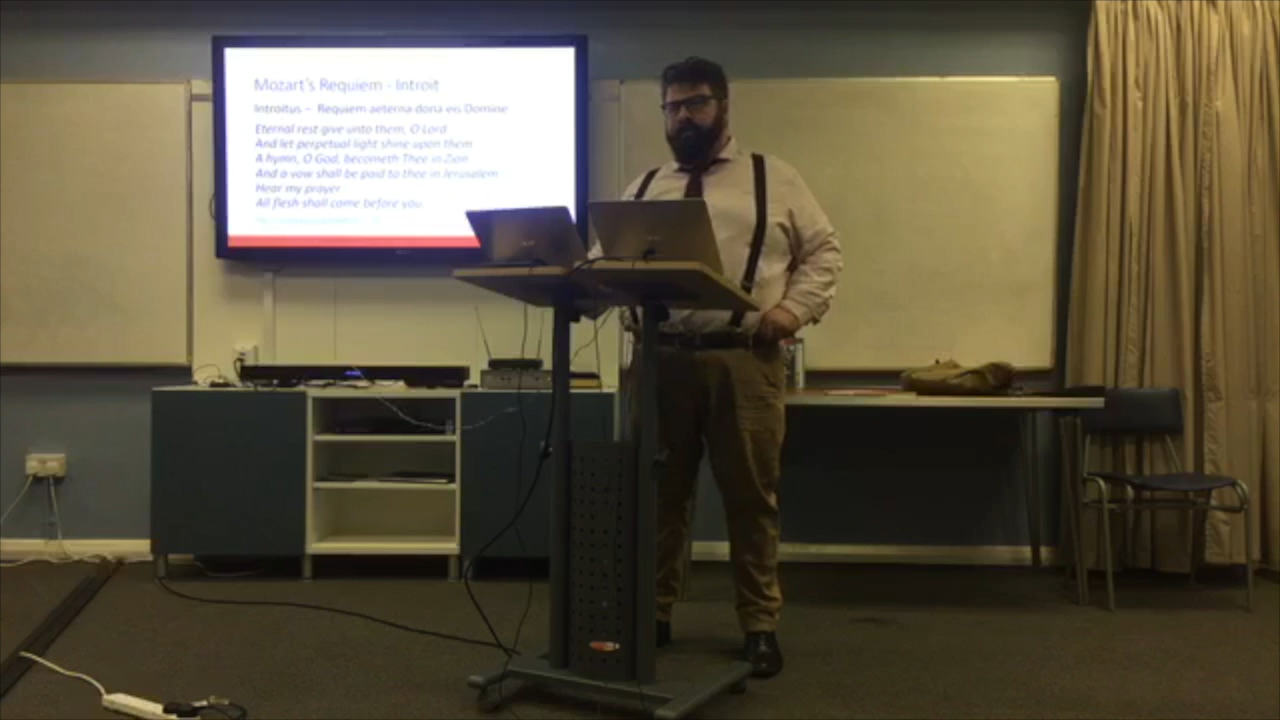 Mozart's Requiem - Introit
Introitus – Requiem aeterna dona eis Domine
Eternal rest give unto them, O Lord
And let perpetual light shine upon them
A hymn, O God, becometh Thee in Zion
And a vow shall be paid to thee in Jerusalem
Hear my prayer
All flesh shall come before you.